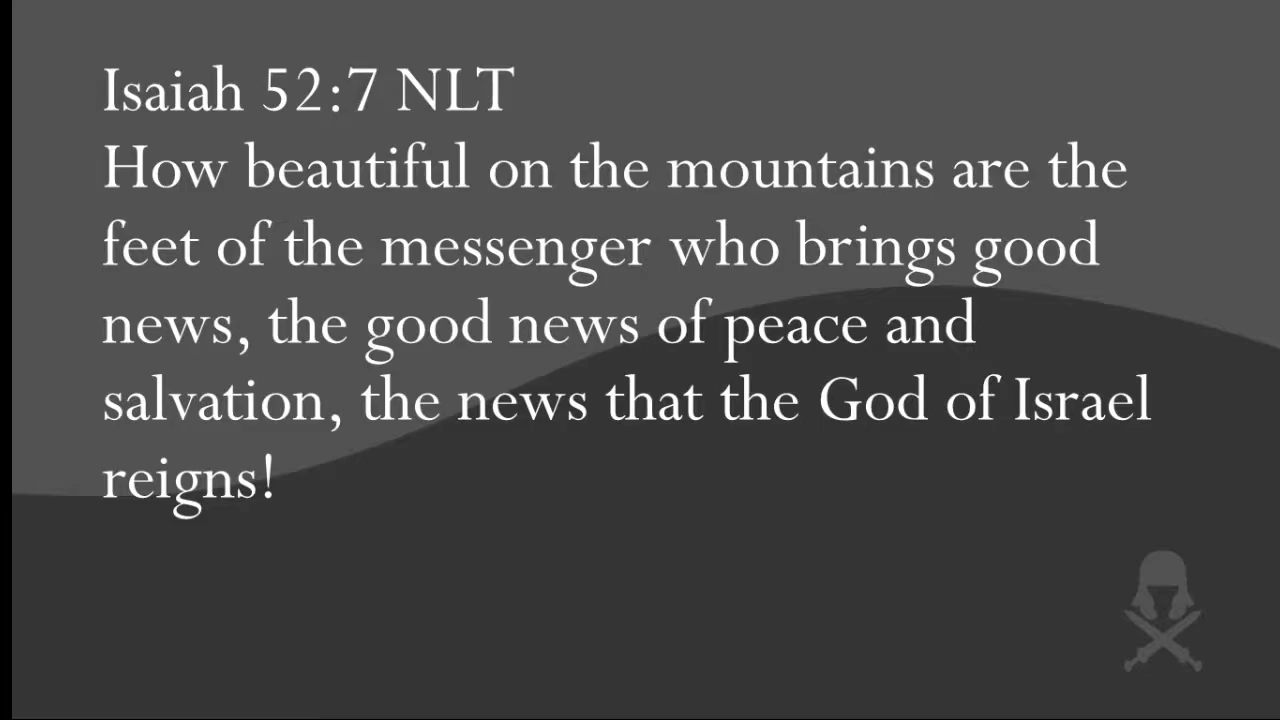 Isaiah 52:7 NLT
How beautiful on the mountains are the
feet of the messenger who brings good
news, the good news of peace and
salvation, the news that the God of Israel
reigns!